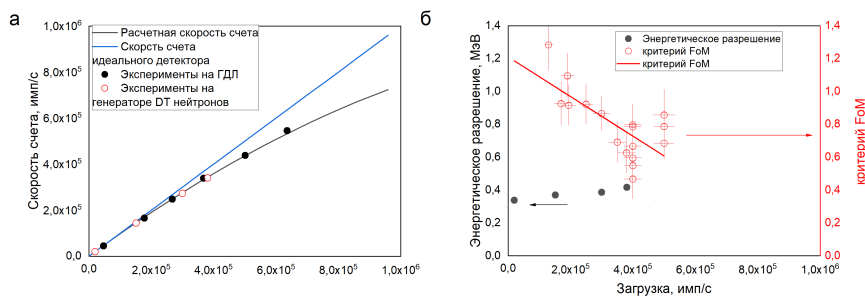 а
1,0x10⁶
8,0x10⁵
6,0x10⁵
4,0x10⁵
2,0x10⁵
0,0
Скорость счета, имп/с
Расчетная скорость счета
Скорсть счета
идеального детектора
Эксперименты на ГДЛ
Эксперименты на
генераторе DT нейтронов
0,0
2,0x10⁵
4,0x10⁵
6,0x10⁵
8,0x10⁵
1,0x10⁶
б
1,4
1,2
1,0
0,8
0,6
0,4
0,2
0,0
Энергетическое разрешение, МэВ
Энергетическое разрешение
критерий FoM
критерий FoM
1,4
1,2
1,0
0,8
0,6
0,4
0,2
0,0
критерий FoM
0,0
2,0x10⁵
4,0x10⁵
6,0x10⁵
8,0x10⁵
1,0x10⁶
Загрузка, имп/с